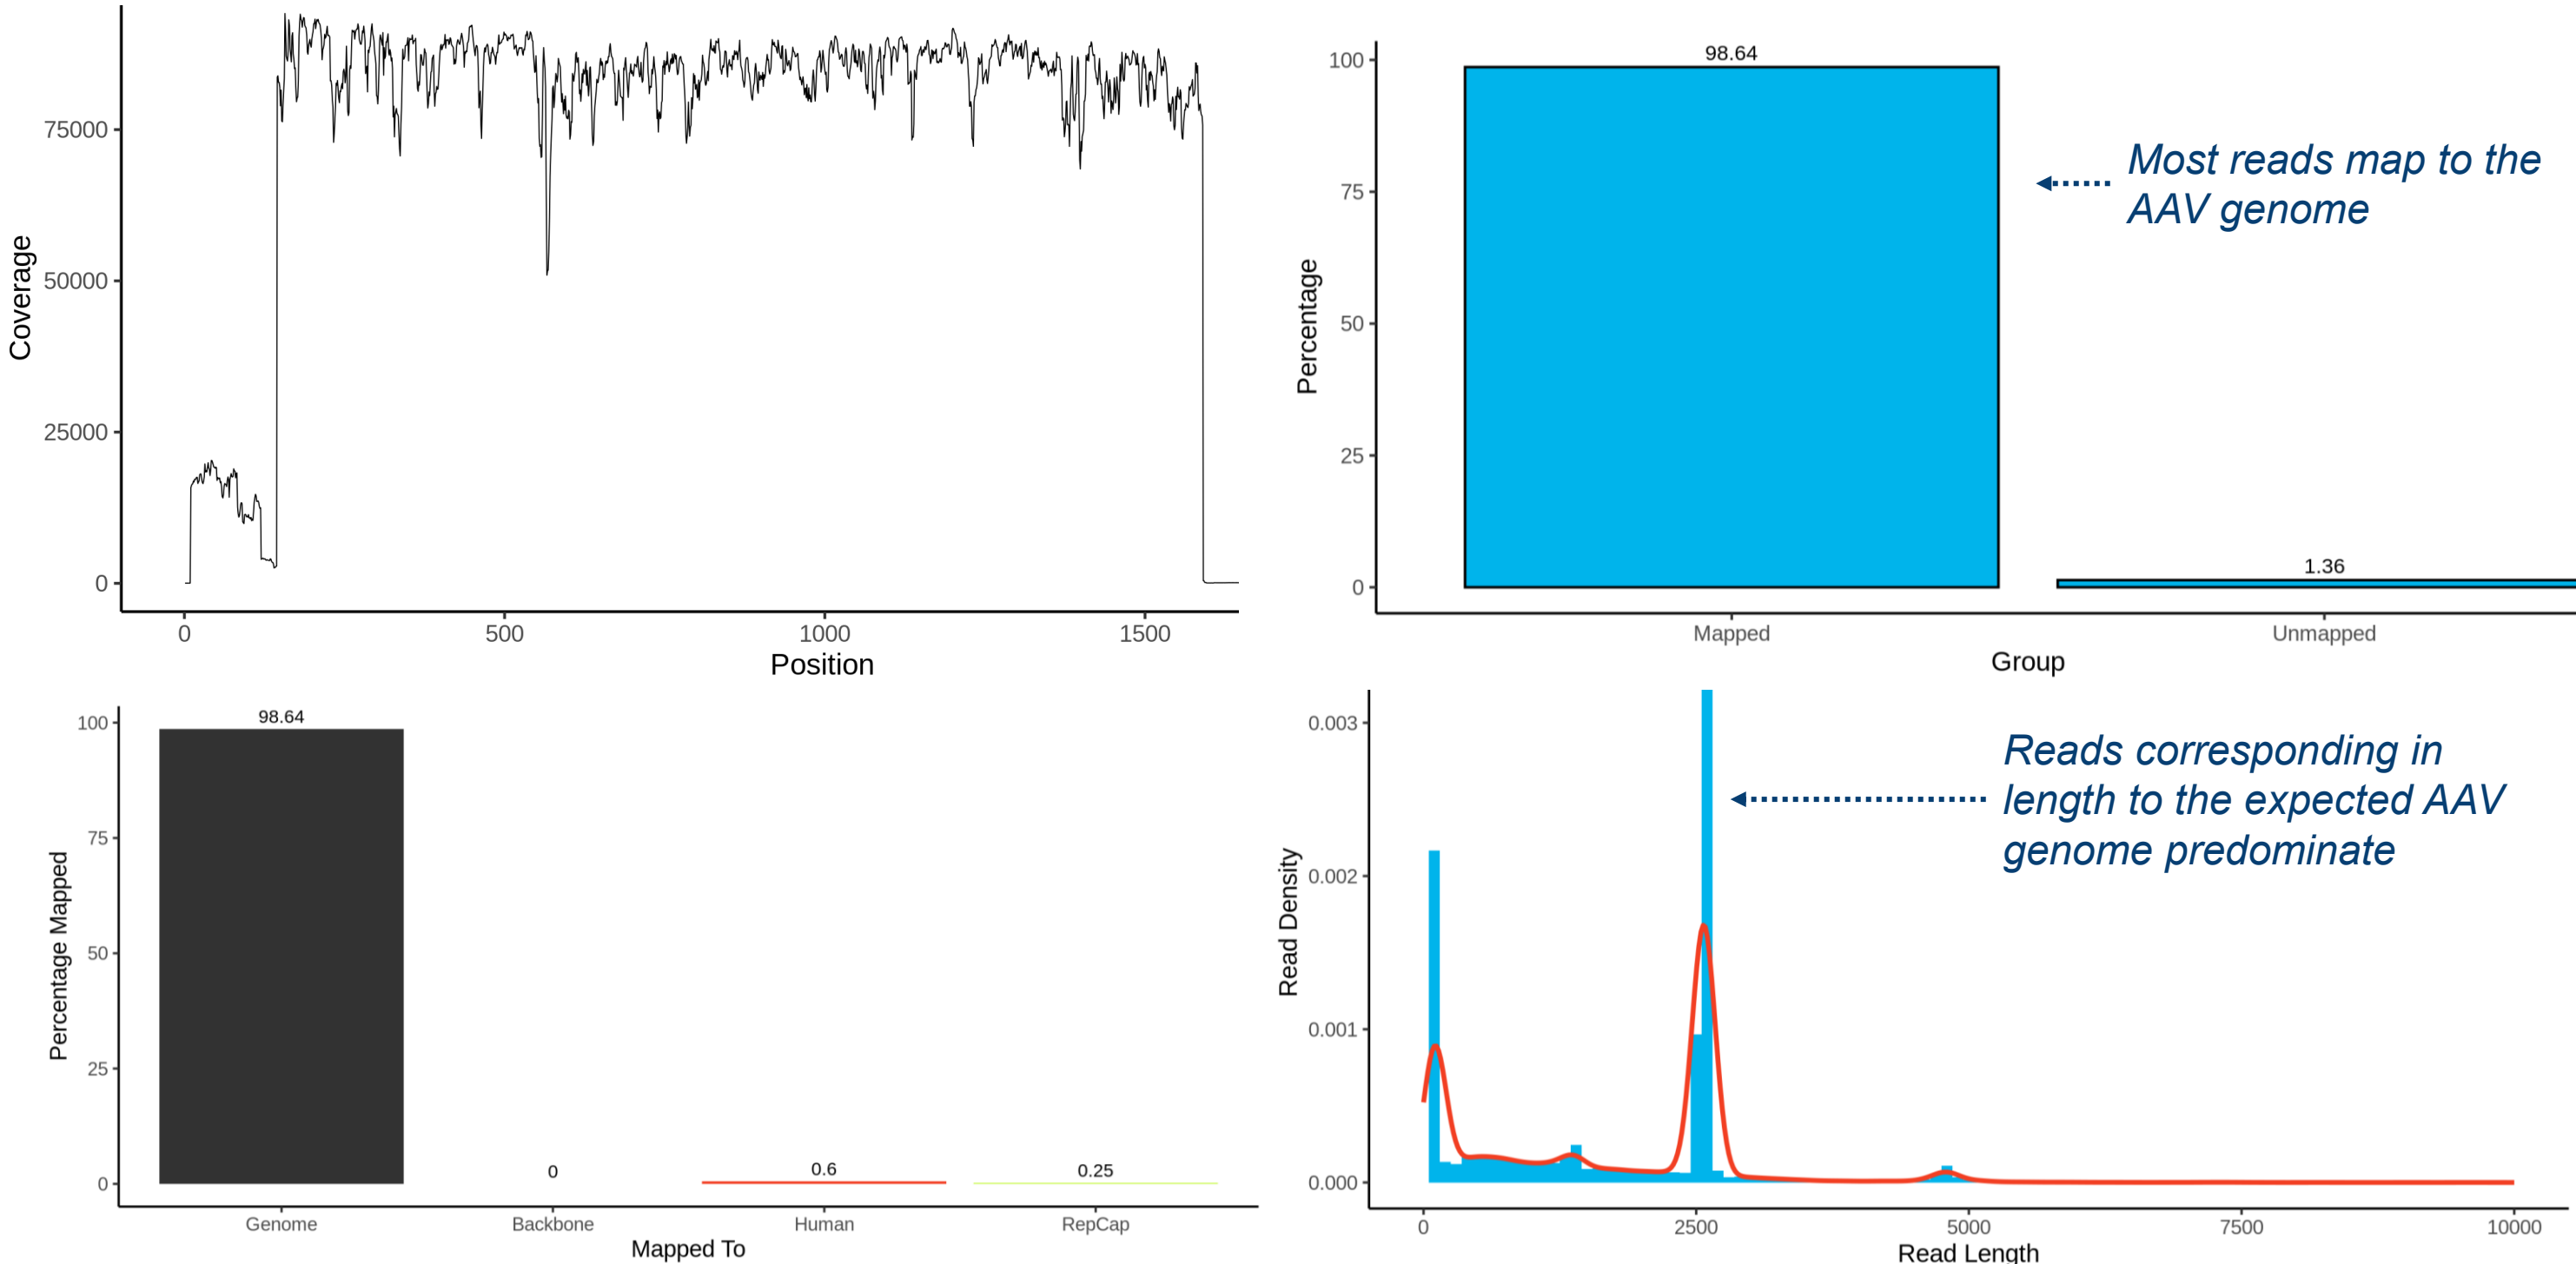 75000
50000
25000
0
Coverage
0
500
1000
1500
Position
98.64
100
75
50
25
0
Percentage
1.36
Mapped
Unmapped
Group
Most reads map to the
AAV genome
98.64
100
75
50
25
0
Percentage Mapped
0
0.6
0.25
Genome
Backbone
Human
RepCap
Mapped To
0.003
0.002
0.001
0.000
Read Density
Reads corresponding in
length to the expected AAV
genome predominate
0
2500
5000
7500
10000
Read Length